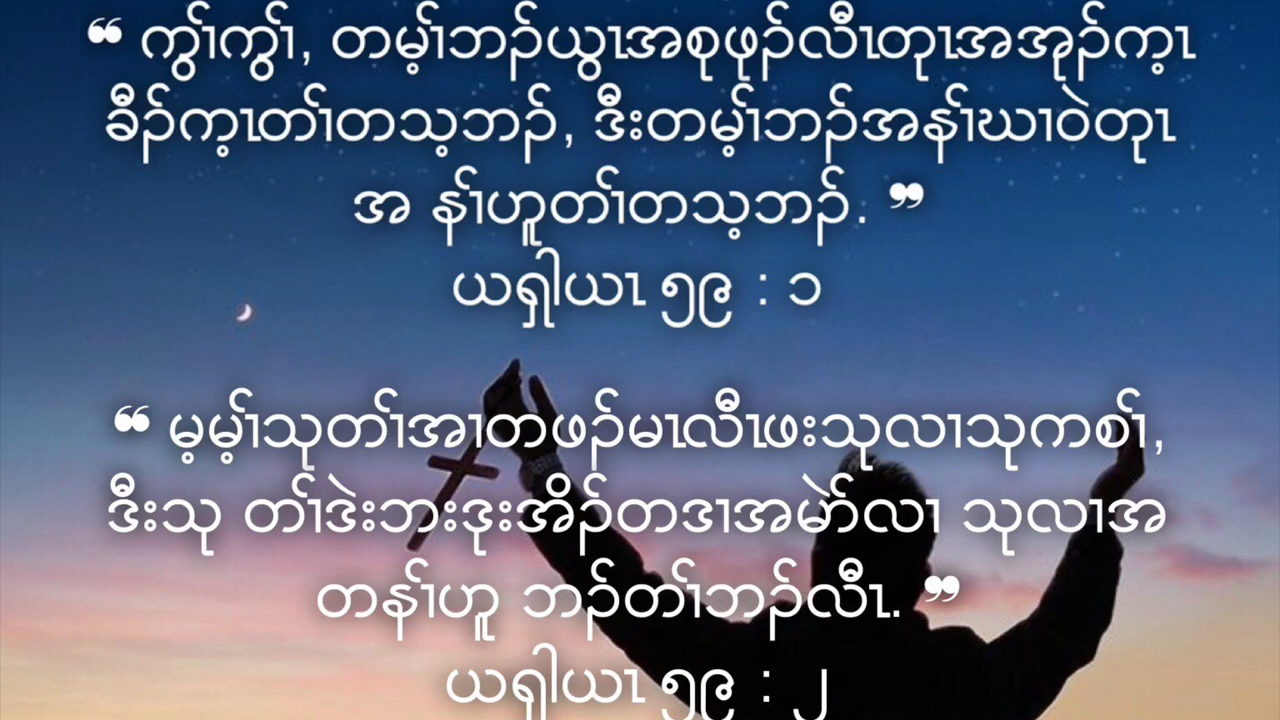 ❝ ကွၢ်ကွၢ်, တမ့ၢ်ဘၣ်ယွၤအစုဖုၣ်လီၤတုၤအအုၣ်က့ၤ
ခီၣ်က့ၤတၢ်တသ့ဘၣ်, ဒီးတမ့ၢ်ဘၣ်အနၢ်ဃၢဝဲတုၤ
အ နၢ်ဟူတၢ်တသ့ဘၣ်. ❞
ယရှါယၤ ၅၉ : ၁
❝ မ့မ့ၢ်သုတၢ်အၢတဖၣ်မၤလီၤဖးသုလၢသုကစၢ်,
ဒီးသု တၢ်ဒဲးဘးဒုးအိၣ်တဒၢအမဲာ်လၢ သုလၢအ
တနၢ်ဟူ ဘၣ်တၢ်ဘၣ်လီၤ. ❞
ယရှါယၤ ၅၉ : ၂